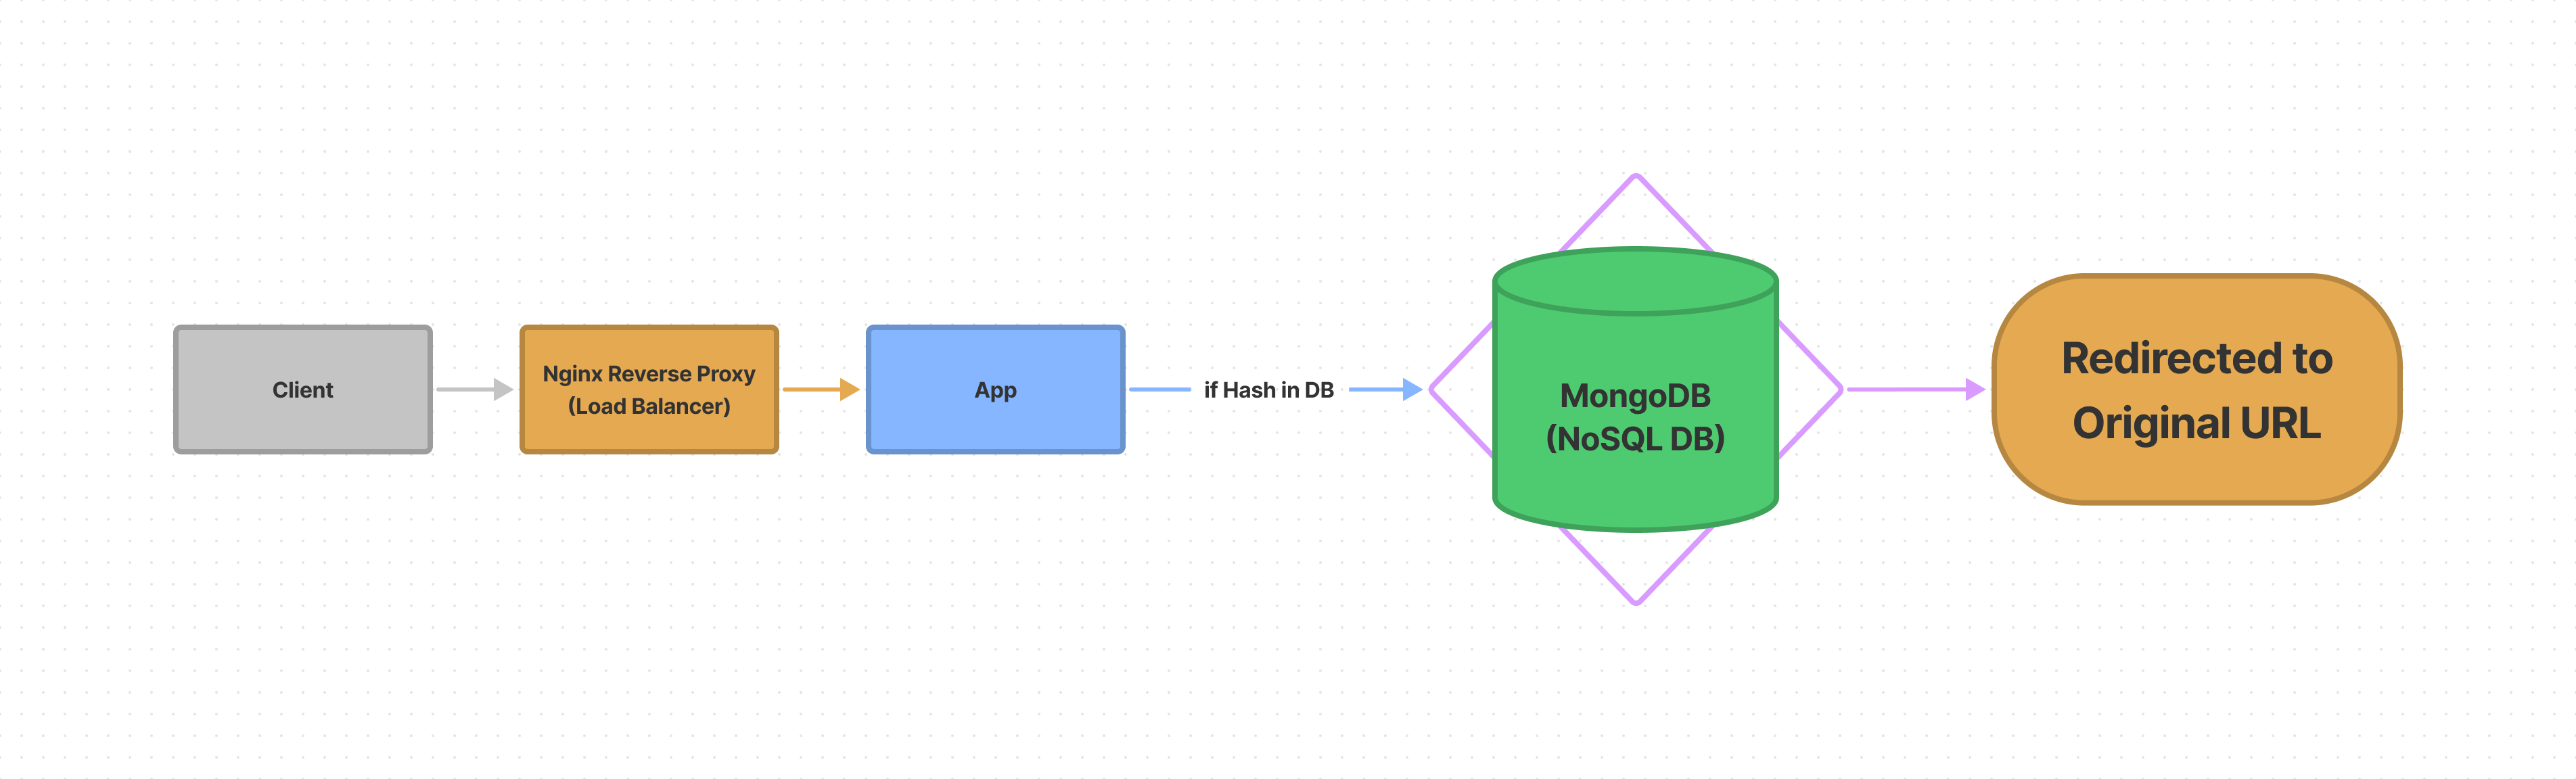 Client
Nginx Reverse Proxy
(Load Balancer)
App
if Hash in DB
MongoDB
(NoSQL DB)
Redirected to
Original URL